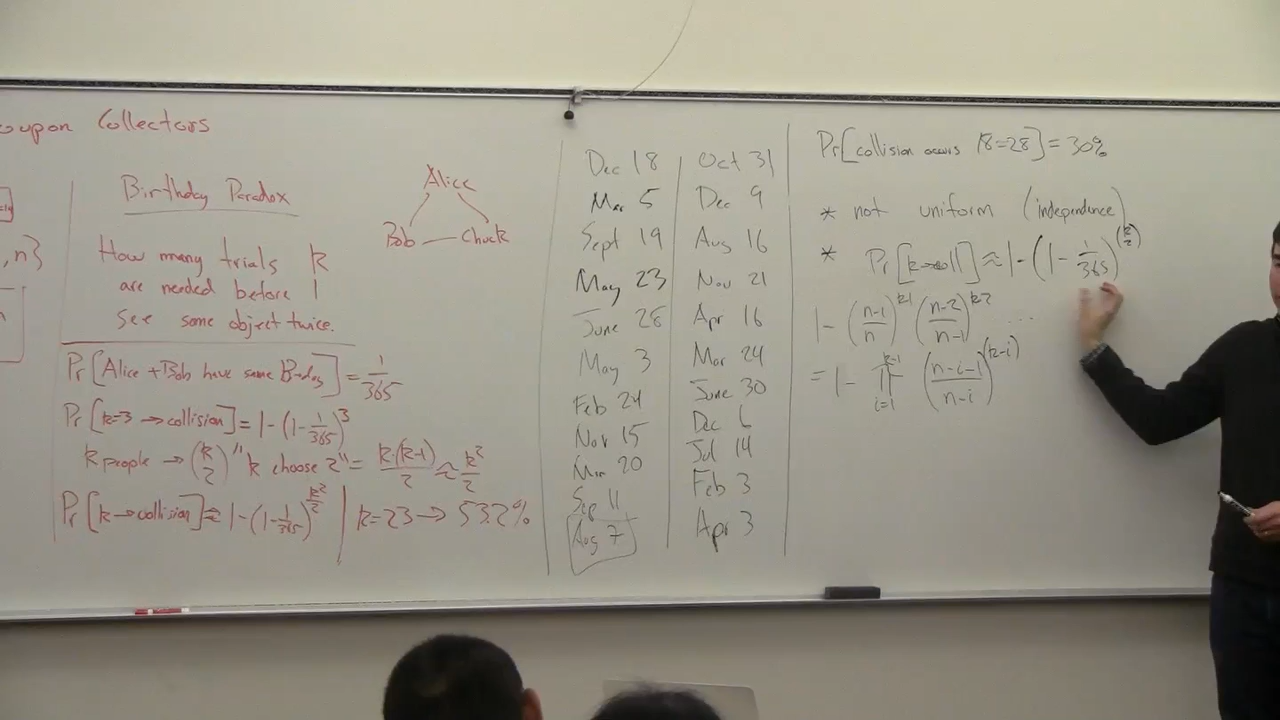 oupon Collectors
, n}
Birthday Paradox
How many trials k
are needed before I
see some object twice.
Alice
Bob — Chuck
Pr[Alice + Bob have same B-day] = 1/365
Pr[k=3 → collision] = 1-(1-1/365)^3
k people → (k 2) "k choose 2" = k·(k-1)/2 ≈ k²/2
Pr[k → collision] ≈ 1-(1-1/365)^(k²/2) | k=23 → 53.2%
Dec 18
Mar 5
Sept 19
May 23
June 28
May 3
Feb 24
Nov 15
Mar 20
Sep 11
Aug 7
Oct 31
Dec 9
Aug 16
Nov 21
Apr 16
Mar 24
June 30
Dec 6
Jul 14
Feb 3
Apr 3
Pr[collision occurs 18=28] = 30%
* not uniform (independence)
* Pr[k→coll] ≈ 1-(1-1/365)^(k 2)
1-((n-1)/n)^(k-1) ((n-2)/(n-1))^(k-2) ...
= 1- ∏_{i=1}^{k-1} ((n-i-1)/(n-i))^(k-i)